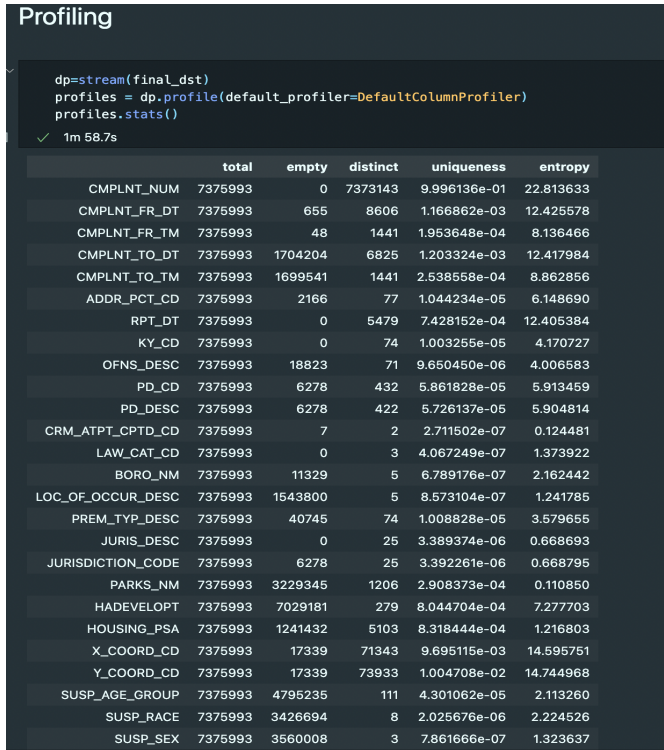 Profiling
dp=stream(final_dst)
profiles = dp.profile(default_profiler=DefaultColumnProfiler)
profiles.stats()
1m 58.7s
total empty distinct uniqueness entropy
CMPLNT_NUM 7375993 0 7373143 9.996136e-01 22.813633
CMPLNT_FR_DT 7375993 655 8606 1.166862e-03 12.425578
CMPLNT_FR_TM 7375993 48 1441 1.953648e-04 8.136466
CMPLNT_TO_DT 7375993 1704204 6825 1.203324e-03 12.417984
CMPLNT_TO_TM 7375993 1699541 1441 2.538558e-04 8.862856
ADDR_PCT_CD 7375993 2166 77 1.044234e-05 6.148690
RPT_DT 7375993 0 5479 7.428152e-04 12.405384
KY_CD 7375993 0 74 1.003255e-05 4.170727
OFNS_DESC 7375993 18823 71 9.650450e-06 4.006583
PD_CD 7375993 6278 432 5.861828e-05 5.913459
PD_DESC 7375993 6278 422 5.726137e-05 5.904814
CRM_ATPT_CPTD_CD 7375993 7 2 2.711502e-07 0.124481
LAW_CAT_CD 7375993 0 3 4.067249e-07 1.373922
BORO_NM 7375993 11329 5 6.789176e-07 2.162442
LOC_OF_OCCUR_DESC 7375993 1543800 5 8.573104e-07 1.241785
PREM_TYP_DESC 7375993 40745 74 1.008828e-05 3.579655
JURIS_DESC 7375993 0 25 3.389374e-06 0.668693
JURISDICTION_CODE 7375993 6278 25 3.392261e-06 0.668795
PARKS_NM 7375993 3229345 1206 2.908373e-04 0.110850
HADEVELOPT 7375993 7029181 279 8.044704e-04 7.277703
HOUSING_PSA 7375993 1241432 5103 8.318444e-04 1.216803
X_COORD_CD 7375993 17339 71343 9.695115e-03 14.595751
Y_COORD_CD 7375993 17339 73933 1.004708e-02 14.744968
SUSP_AGE_GROUP 7375993 4795235 111 4.301062e-05 2.113260
SUSP_RACE 7375993 3426694 8 2.025676e-06 2.224526
SUSP_SEX 7375993 3560008 3 7.861666e-07 1.323637